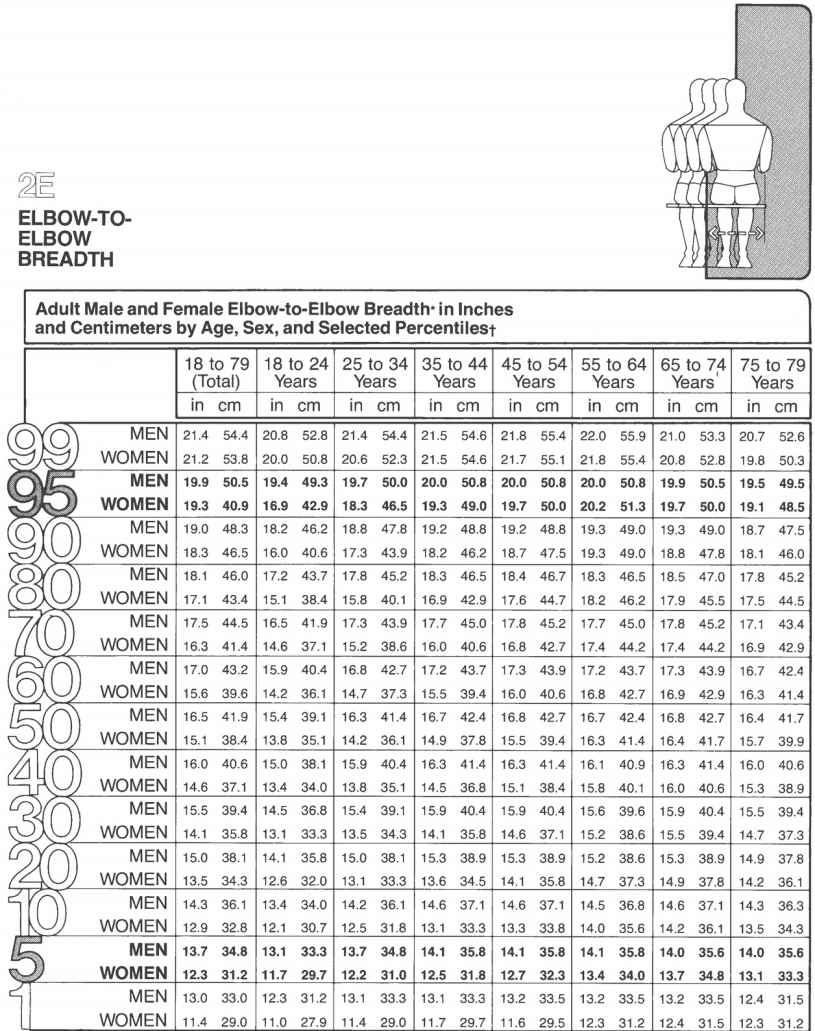 2E
ELBOW-TO-
ELBOW
BREADTH
Adult Male and Female Elbow-to-Elbow Breadth* in Inches
and Centimeters by Age, Sex, and Selected Percentiles†
18 to 79 18 to 24 25 to 34 35 to 44 45 to 54 55 to 64 65 to 74 75 to 79
(Total) Years Years Years Years Years Years Years
in cm in cm in cm in cm in cm in cm in cm in cm
99 MEN 21.4 54.4 20.8 52.8 21.4 54.4 21.5 54.6 21.8 55.4 22.0 55.9 21.0 53.3 20.7 52.6
WOMEN 21.2 53.8 20.0 50.8 20.6 52.3 21.5 54.6 21.7 55.1 21.8 55.4 20.8 52.8 19.8 50.3
95 MEN 19.9 50.5 19.4 49.3 19.7 50.0 20.0 50.8 20.0 50.8 20.0 50.8 19.9 50.5 19.5 49.5
WOMEN 19.3 40.9 16.9 42.9 18.3 46.5 19.3 49.0 19.7 50.0 20.2 51.3 19.7 50.0 19.1 48.5
90 MEN 19.0 48.3 18.2 46.2 18.8 47.8 19.2 48.8 19.2 48.8 19.3 49.0 19.3 49.0 18.7 47.5
WOMEN 18.3 46.5 16.0 40.6 17.3 43.9 18.2 46.2 18.7 47.5 19.3 49.0 18.8 47.8 18.1 46.0
80 MEN 18.1 46.0 17.2 43.7 17.8 45.2 18.3 46.5 18.4 46.7 18.3 46.5 18.5 47.0 17.8 45.2
WOMEN 17.1 43.4 15.1 38.4 15.8 40.1 16.9 42.9 17.6 44.7 18.2 46.2 17.9 45.5 17.5 44.5
70 MEN 17.5 44.5 16.5 41.9 17.3 43.9 17.7 45.0 17.8 45.2 17.7 45.0 17.8 45.2 17.1 43.4
WOMEN 16.3 41.4 14.6 37.1 15.2 38.6 16.0 40.6 16.8 42.7 17.4 44.2 17.4 44.2 16.9 42.9
60 MEN 17.0 43.2 15.9 40.4 16.8 42.7 17.2 43.7 17.3 43.9 17.2 43.7 17.3 43.9 16.7 42.4
WOMEN 15.6 39.6 14.2 36.1 14.7 37.3 15.5 39.4 16.0 40.6 16.8 42.7 16.9 42.9 16.3 41.4
50 MEN 16.5 41.9 15.4 39.1 16.3 41.4 16.7 42.4 16.8 42.7 16.7 42.4 16.8 42.7 16.4 41.7
WOMEN 15.1 38.4 13.8 35.1 14.2 36.1 14.9 37.8 15.5 39.4 16.3 41.4 16.4 41.7 15.7 39.9
40 MEN 16.0 40.6 15.0 38.1 15.9 40.4 16.3 41.4 16.3 41.4 16.1 40.9 16.3 41.4 16.0 40.6
WOMEN 14.6 37.1 13.4 34.0 13.8 35.1 14.5 36.8 15.1 38.4 15.8 40.1 16.0 40.6 15.3 38.9
30 MEN 15.5 39.4 14.5 36.8 15.4 39.1 15.9 40.4 15.9 40.4 15.6 39.6 15.9 40.4 15.5 39.4
WOMEN 14.1 35.8 13.1 33.3 13.5 34.3 14.1 35.8 14.6 37.1 15.2 38.6 15.5 39.4 14.7 37.3
20 MEN 15.0 38.1 14.1 35.8 15.0 38.1 15.3 38.9 15.3 38.9 15.2 38.6 15.3 38.9 14.9 37.8
WOMEN 13.5 34.3 12.6 32.0 13.1 33.3 13.6 34.5 14.1 35.8 14.7 37.3 14.9 37.8 14.2 36.1
10 MEN 14.3 36.1 13.4 34.0 14.2 36.1 14.6 37.1 14.6 37.1 14.5 36.8 14.6 37.1 14.3 36.3
WOMEN 12.9 32.8 12.1 30.7 12.5 31.8 13.1 33.3 13.3 33.8 14.0 35.6 14.2 36.1 13.5 34.3
5 MEN 13.7 34.8 13.1 33.3 13.7 34.8 14.1 35.8 14.1 35.8 14.1 35.8 14.0 35.6 14.0 35.6
WOMEN 12.3 31.2 11.7 29.7 12.2 31.0 12.5 31.8 12.7 32.3 13.4 34.0 13.7 34.8 13.1 33.3
1 MEN 13.0 33.0 12.3 31.2 13.1 33.3 13.1 33.3 13.2 33.5 13.2 33.5 13.2 33.5 12.4 31.5
WOMEN 11.4 29.0 11.0 27.9 11.4 29.0 11.7 29.7 11.6 29.5 12.3 31.2 12.4 31.5 12.3 31.2